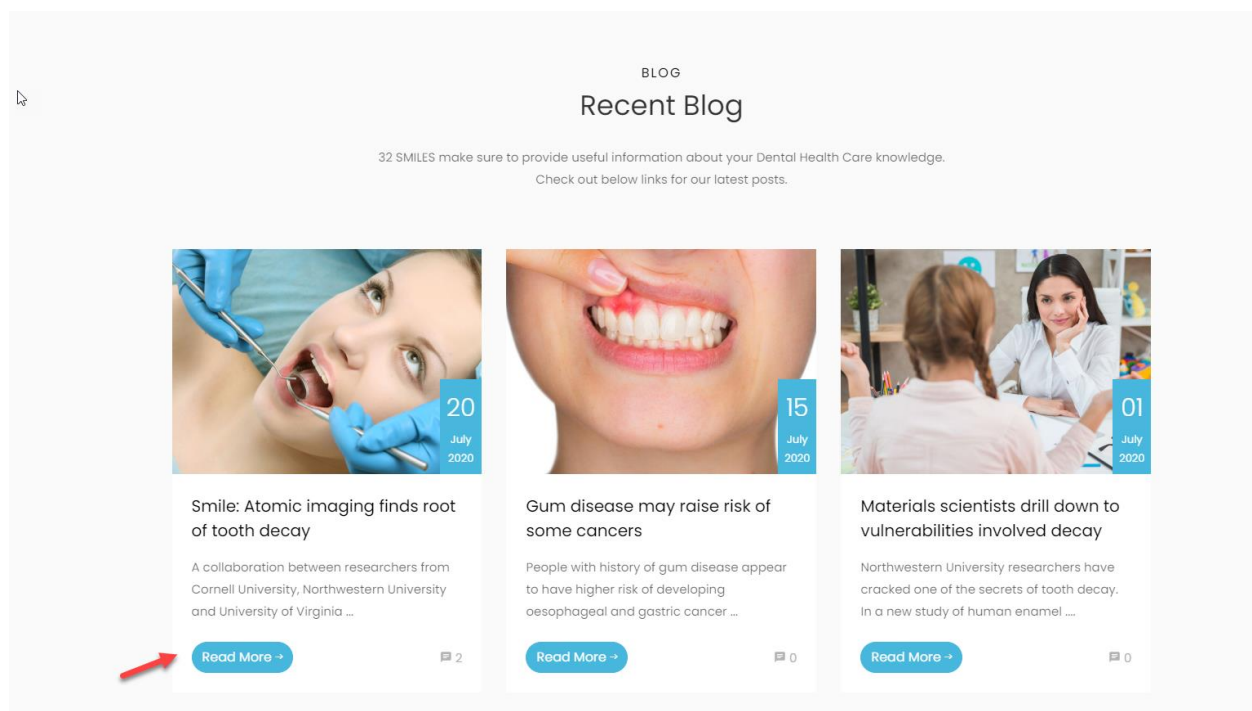 BLOG
Recent Blog
32 SMILES make sure to provide useful information about your Dental Health Care knowledge.
Check out below links for our latest posts.
20
July
2020
Smile: Atomic imaging finds root
of tooth decay
A collaboration between researchers from
Cornell University, Northwestern University
and University of Virginia ...
Read More →
2
15
July
2020
Gum disease may raise risk of
some cancers
People with history of gum disease appear
to have higher risk of developing
oesophageal and gastric cancer ...
Read More →
0
01
July
2020
Materials scientists drill down to
vulnerabilities involved decay
Northwestern University researchers have
cracked one of the secrets of tooth decay.
In a new study of human enamel ....
Read More →
0